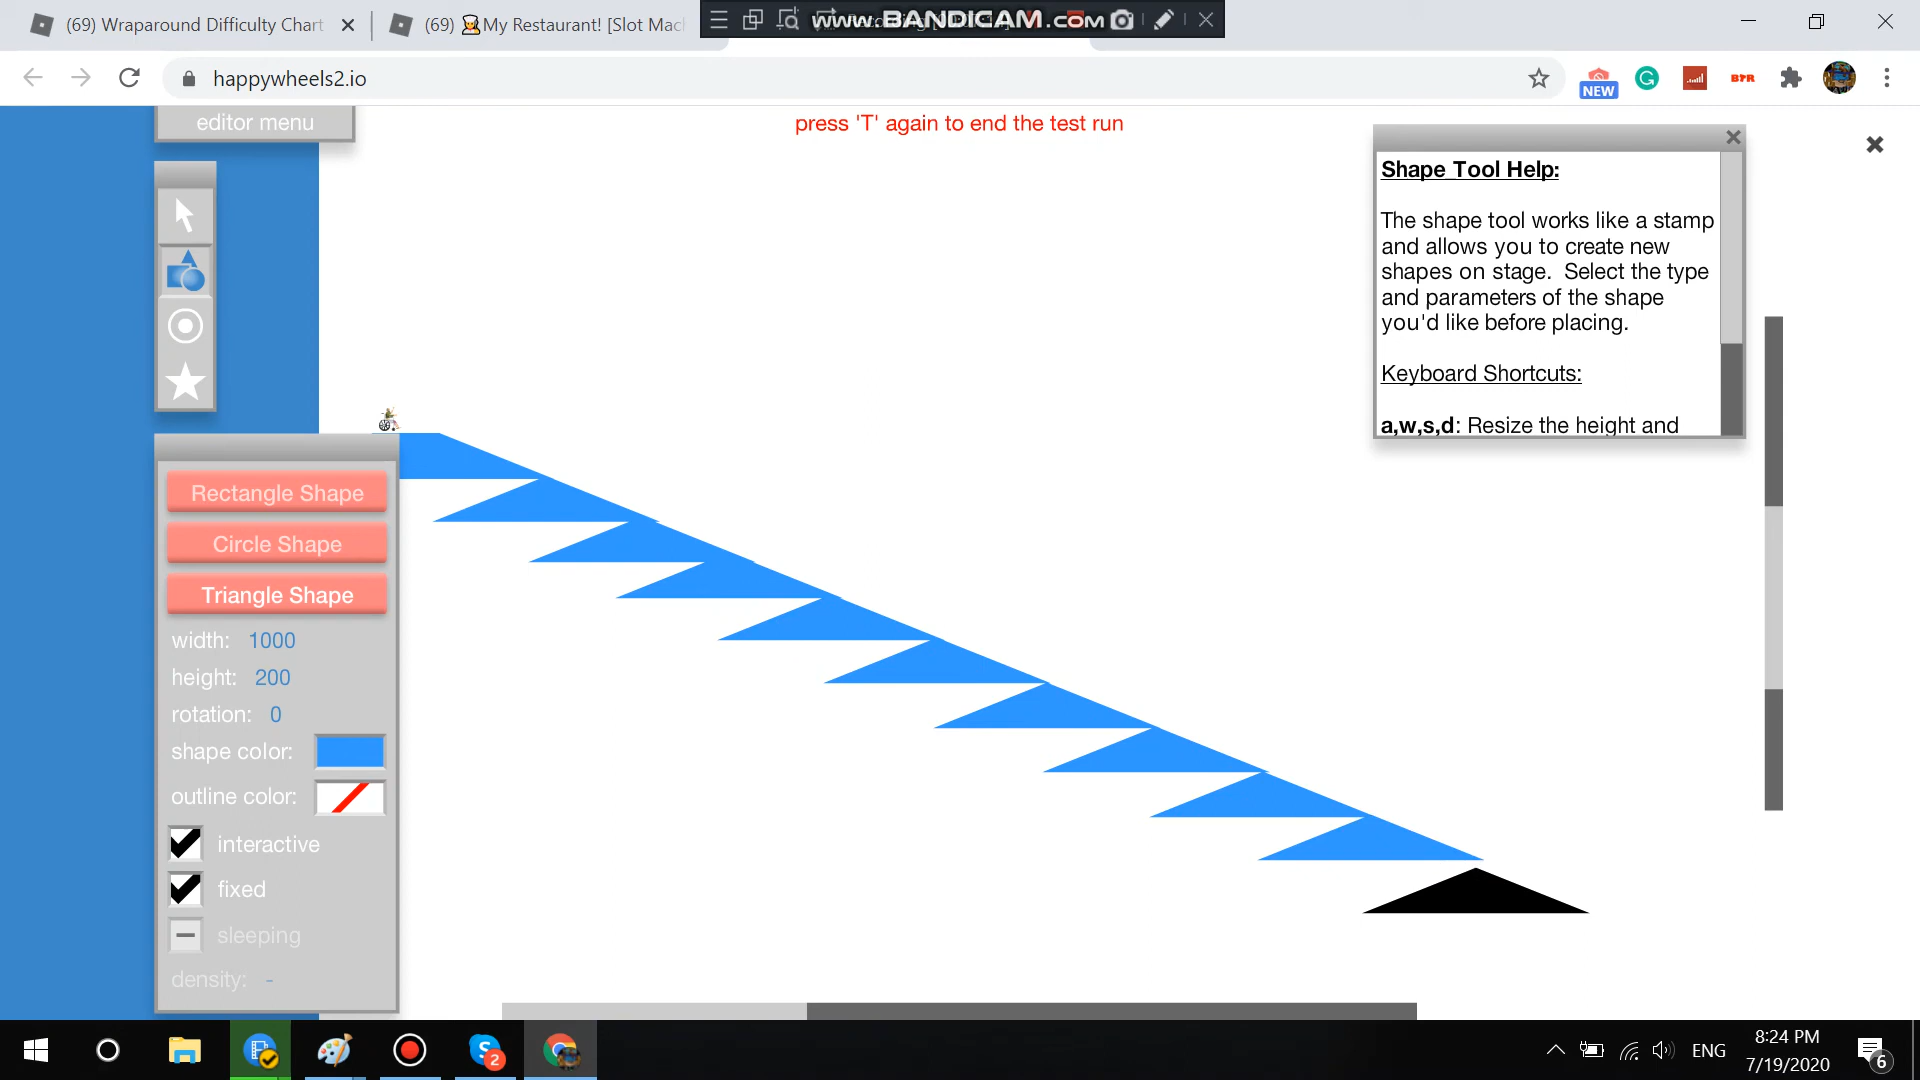 (69) Wraparound Difficulty Chart
(69) 👩‍🍳My Restaurant! [Slot Mac
www.BANDICAM.com
happywheels2.io
NEW
BTR
editor menu
press 'T' again to end the test run
Shape Tool Help:
The shape tool works like a stamp
and allows you to create new
shapes on stage. Select the type
and parameters of the shape
you'd like before placing.
Keyboard Shortcuts:
a,w,s,d: Resize the height and
Rectangle Shape
Circle Shape
Triangle Shape
width: 1000
height: 200
rotation: 0
shape color:
outline color:
interactive
fixed
sleeping
density: -
2
ENG
8:24 PM
7/19/2020
6